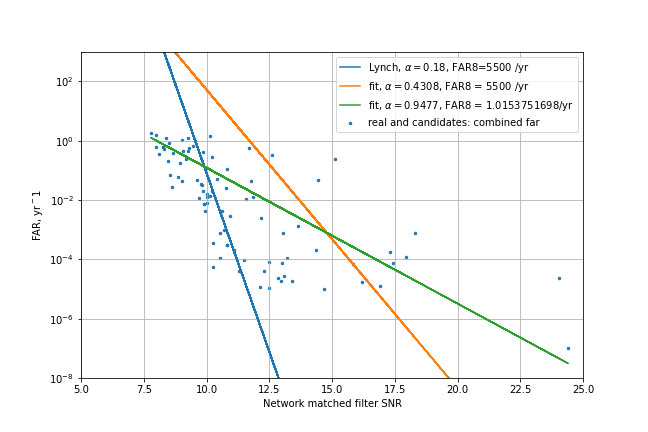 Lynch, α = 0.18, FAR8=5500 /yr
fit, α = 0.4308, FAR8 = 5500 /yr
fit, α = 0.9477, FAR8 = 1.0153751698/yr
real and candidates: combined far
10²
10⁰
10⁻²
10⁻⁴
10⁻⁶
10⁻⁸
FAR, yr⁻1
5.0 7.5 10.0 12.5 15.0 17.5 20.0 22.5 25.0
Network matched filter SNR